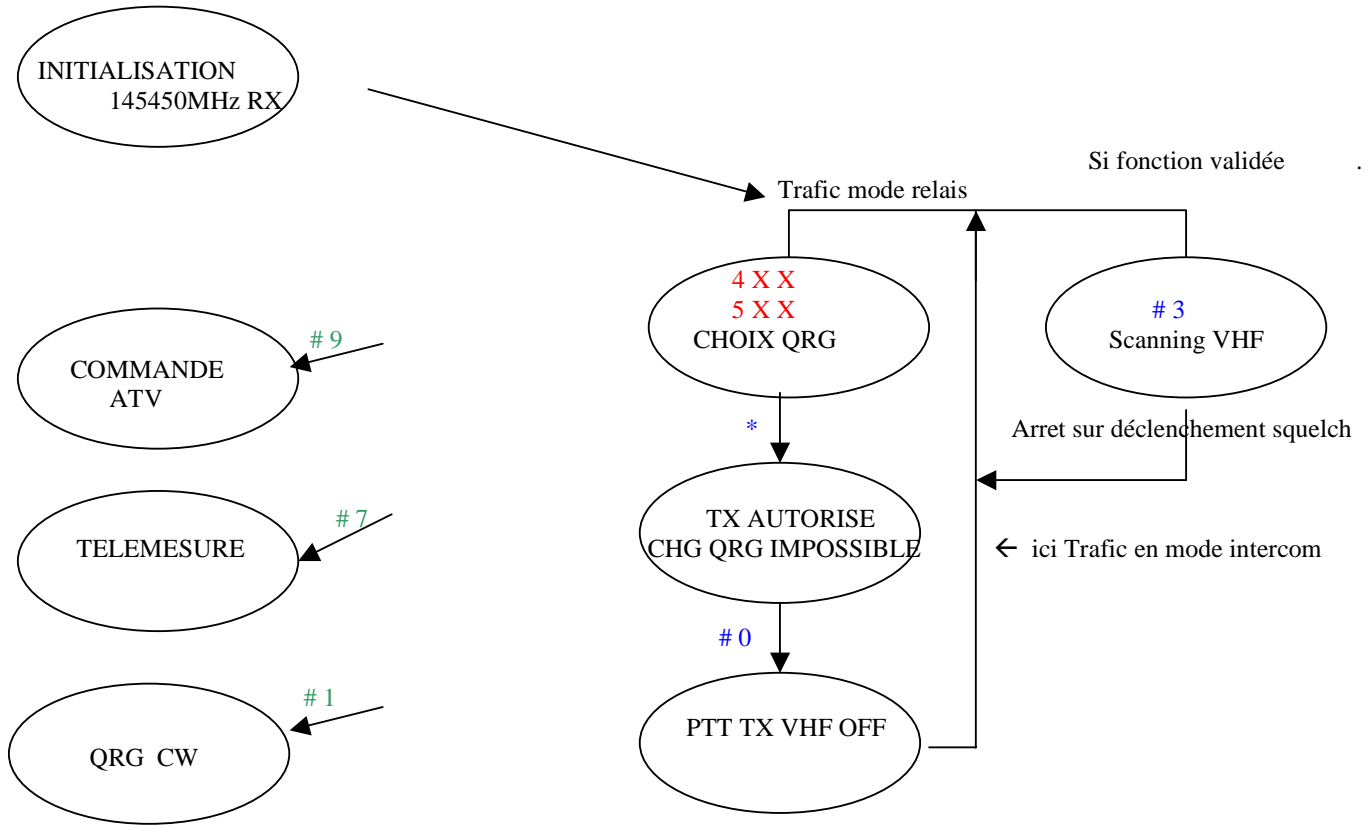 INITIALISATION
145450MHz RX
Si fonction validée .
Trafic mode relais
4 X X
5 X X
CHOIX QRG
# 3
Scanning VHF
# 9
COMMANDE
ATV
*
Arret sur déclenchement squelch
# 7
TELEMESURE
TX AUTORISE
CHG QRG IMPOSSIBLE
← ici Trafic en mode intercom
# 0
# 1
QRG CW
PTT TX VHF OFF